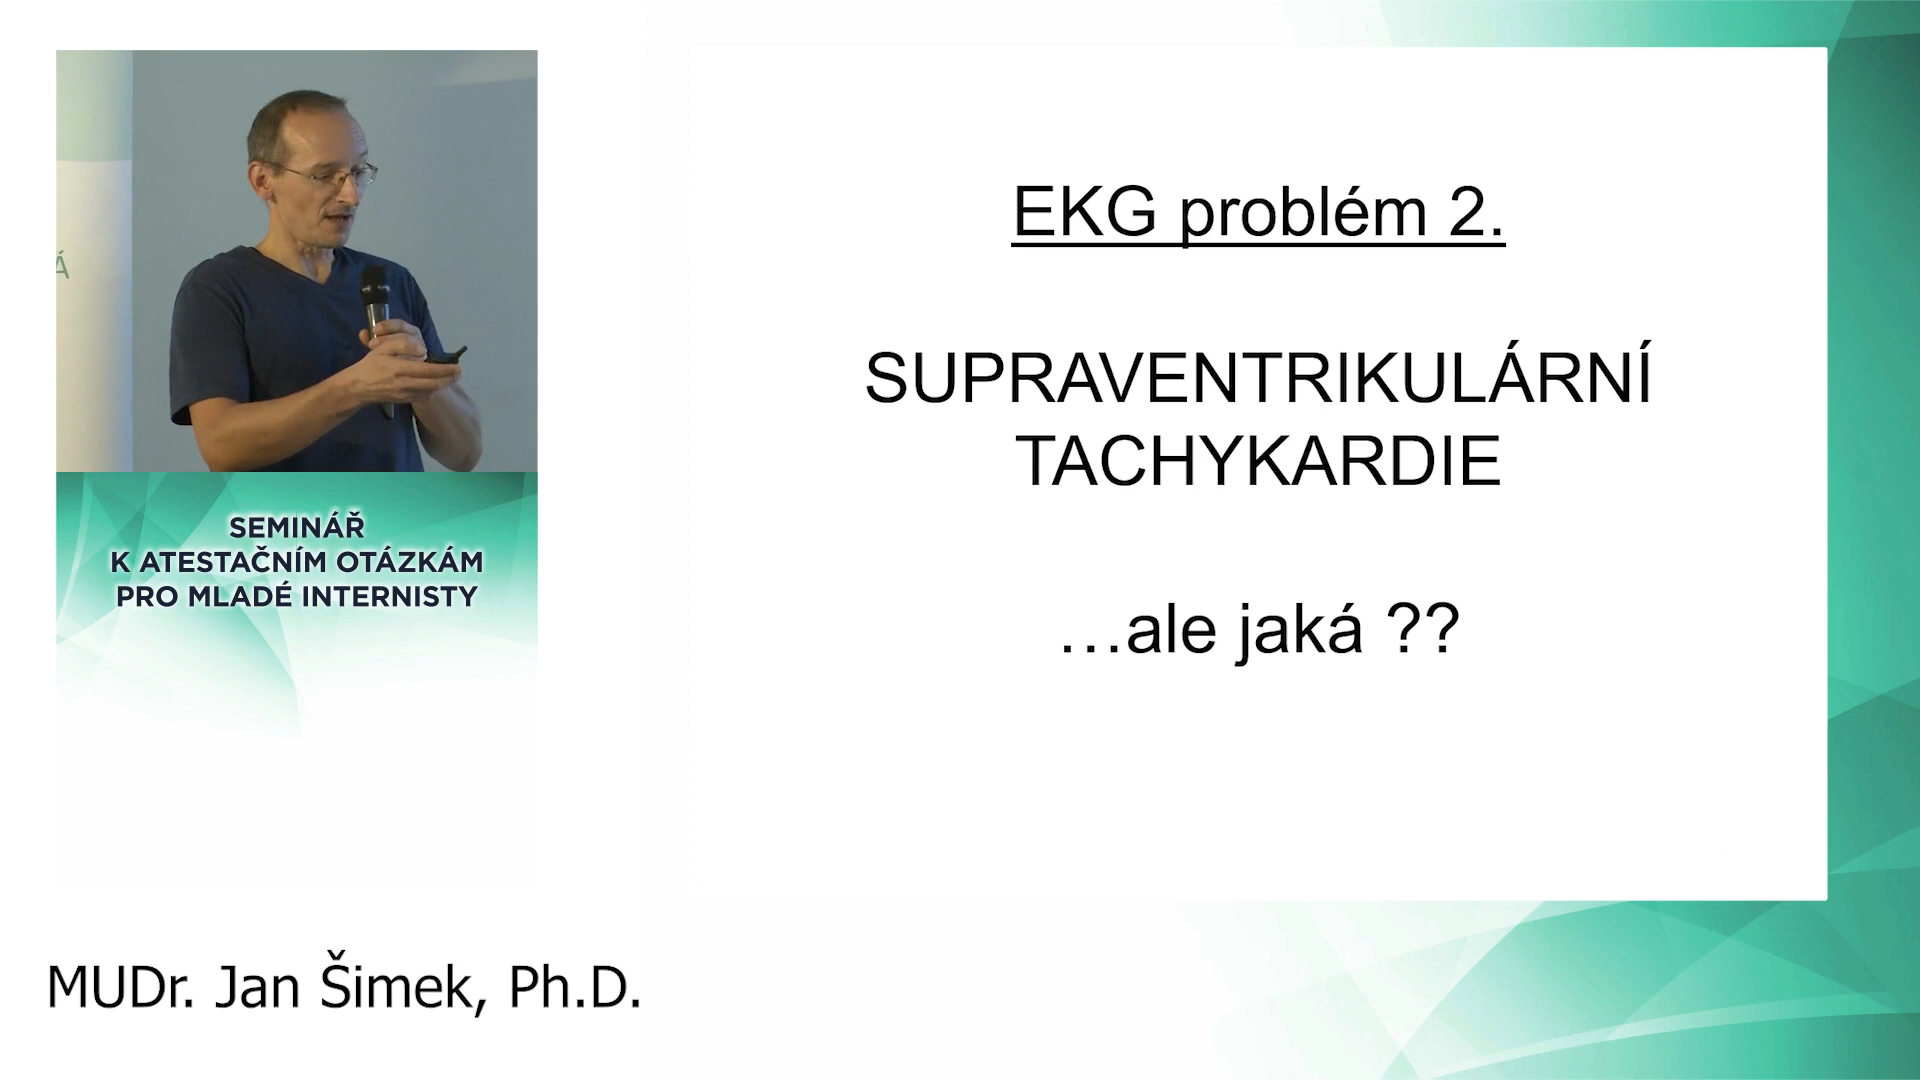 Á
SEMINÁŘ
K ATESTAČNÍM OTÁZKÁM
PRO MLADÉ INTERNISTY
MUDr. Jan Šimek, Ph.D.
EKG problém 2.
SUPRAVENTRIKULÁRNÍ
TACHYKARDIE
…ale jaká ??